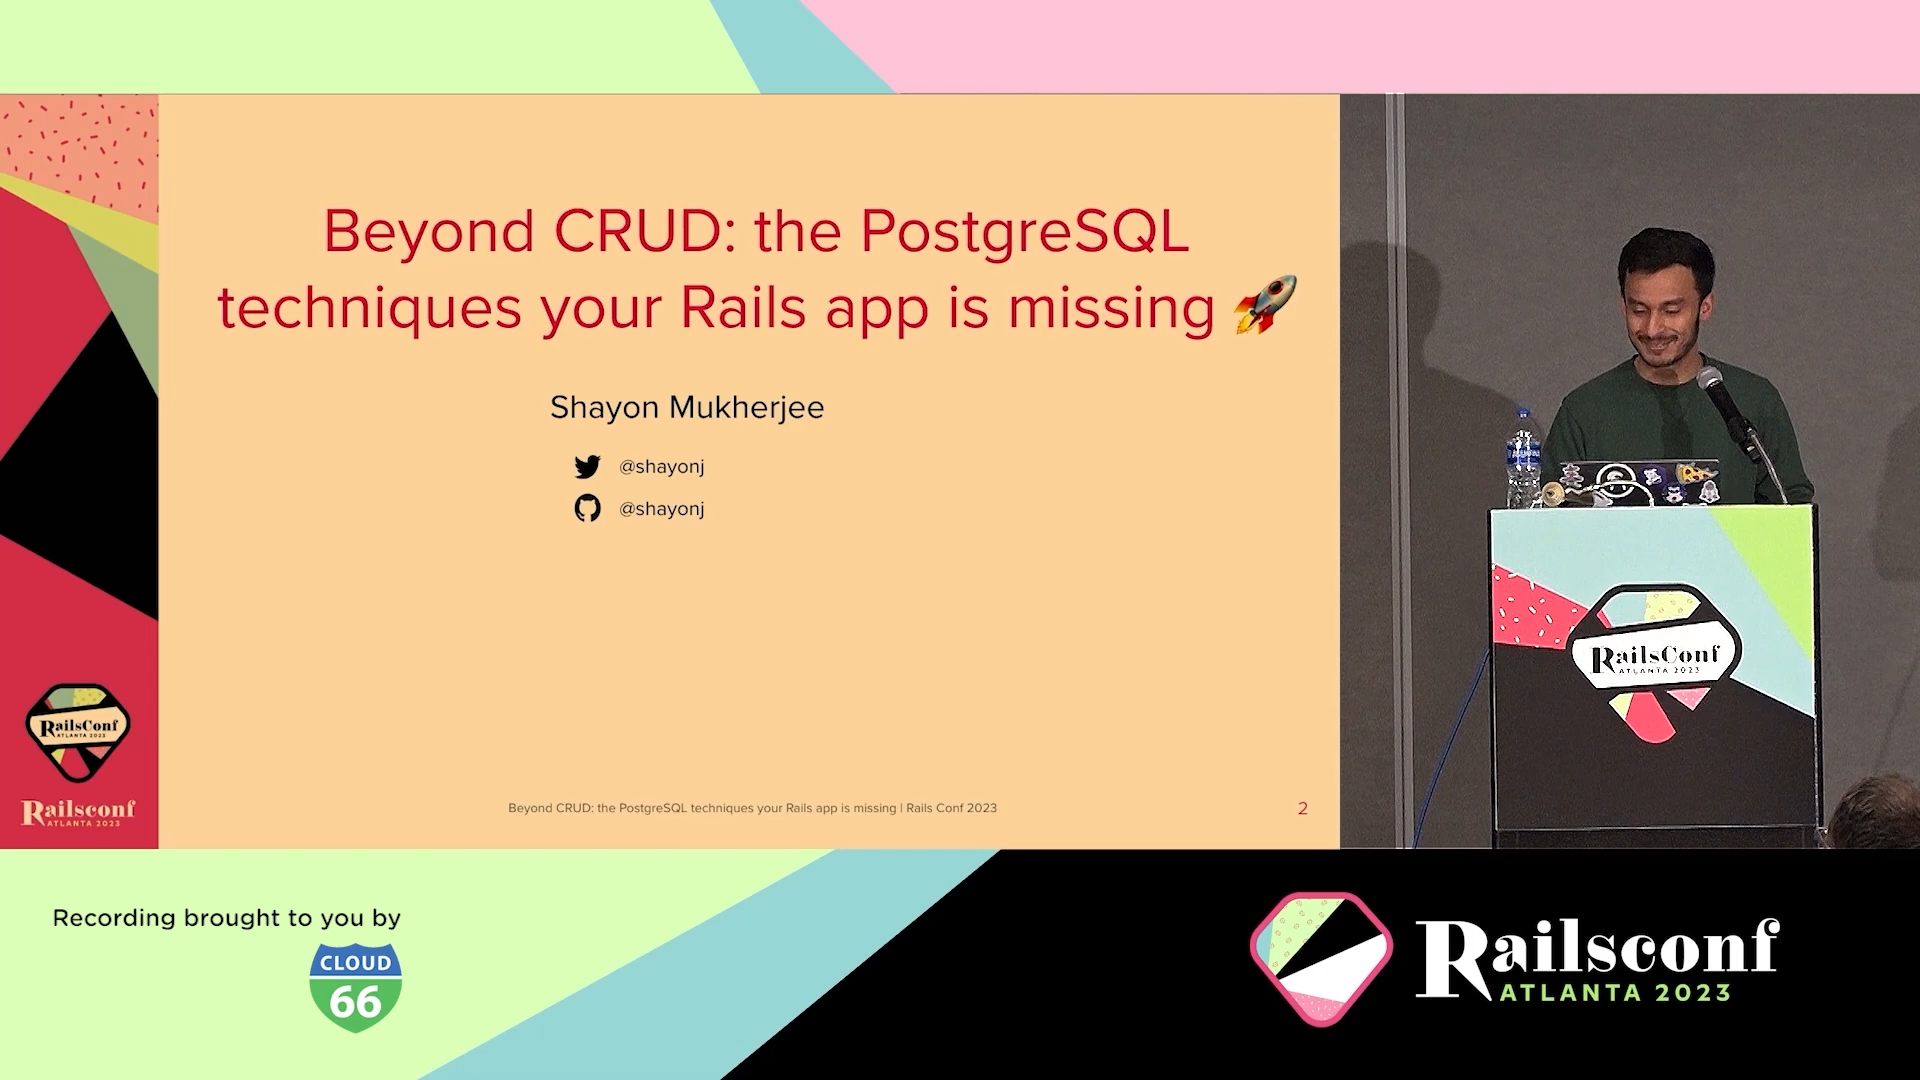 Beyond CRUD: the PostgreSQL
techniques your Rails app is missing 🚀
Shayon Mukherjee
@shayonj
@shayonj
RailsConf
ATLANTA 2023
Railsconf
ATLANTA 2023
Beyond CRUD: the PostgreSQL techniques your Rails app is missing | Rails Conf 2023
2
RailsConf
ATLANTA 2023
Recording brought to you by
CLOUD
66
Railsconf
ATLANTA 2023